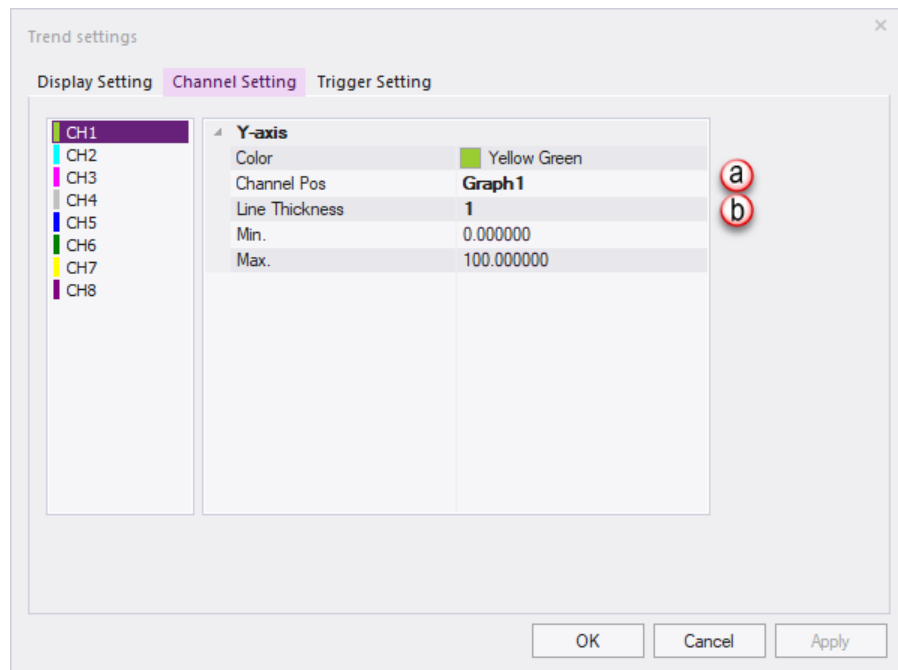 Trend settings
Display Setting Channel Setting Trigger Setting
CH1
CH2
CH3
CH4
CH5
CH6
CH7
CH8
Y-axis
Color Yellow Green
Channel Pos Graph1
Line Thickness 1
Min. 0.000000
Max. 100.000000
a
b
OK Cancel Apply